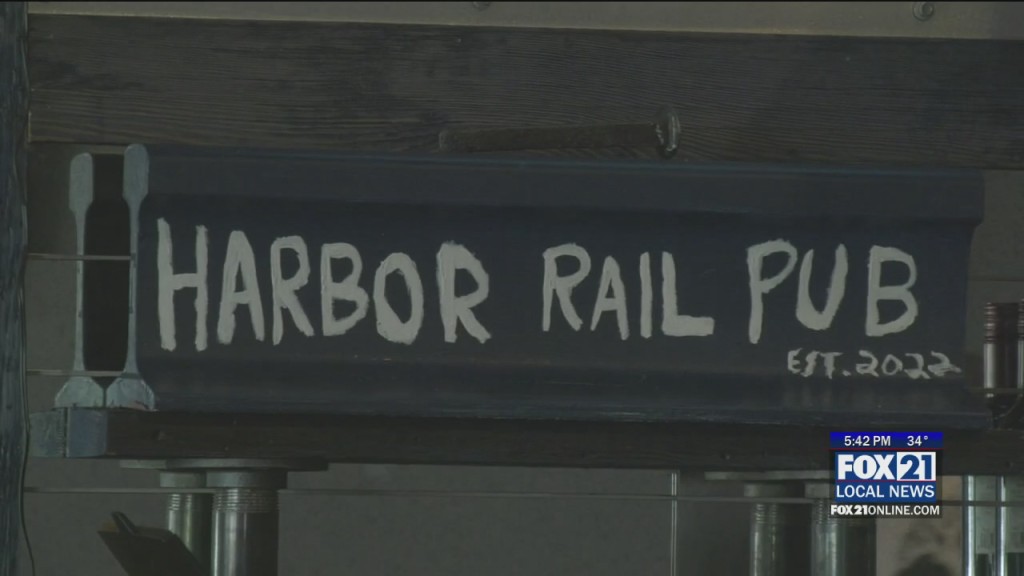 HARBOR RAIL PUB
EST. 2022
5:42 PM 34°
FOX 21
LOCAL NEWS
FOX21ONLINE.COM